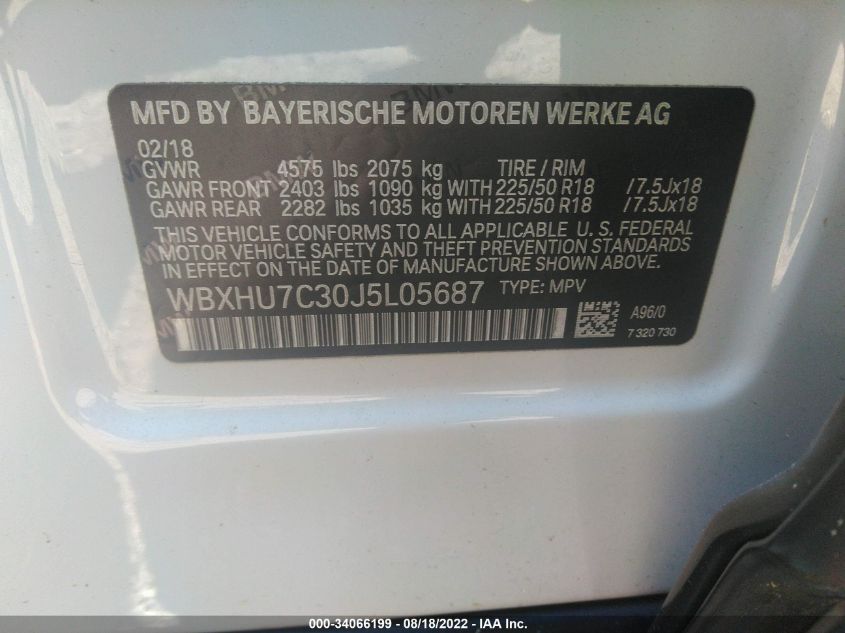 MFD BY BAYERISCHE MOTOREN WERKE AG
02/18
GVWR 4575 lbs 2075 kg TIRE / RIM
GAWR FRONT 2403 lbs 1090 kg WITH 225/50 R18 /7.5Jx18
GAWR REAR 2282 lbs 1035 kg WITH 225/50 R18 /7.5Jx18
THIS VEHICLE CONFORMS TO ALL APPLICABLE U. S. FEDERAL
MOTOR VEHICLE SAFETY AND THEFT PREVENTION STANDARDS
IN EFFECT ON THE DATE OF MANUFACTURE SHOWN ABOVE.
WBXHU7C30J5L05687 TYPE: MPV
A96/0
7 320 730
000-34066199 - 08/18/2022 - IAAI.com